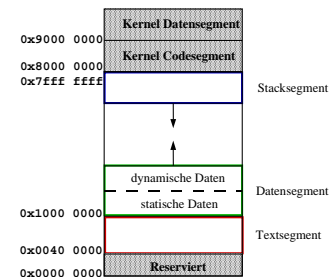 Kernel Datensegment
0x9000 0000
Kernel Codesegment
0x8000 0000
0x7fff ffff
Stacksegment
dynamische Daten
Datensegment
statische Daten
0x1000 0000
Textsegment
0x0040 0000
Reserviert
0x0000 0000